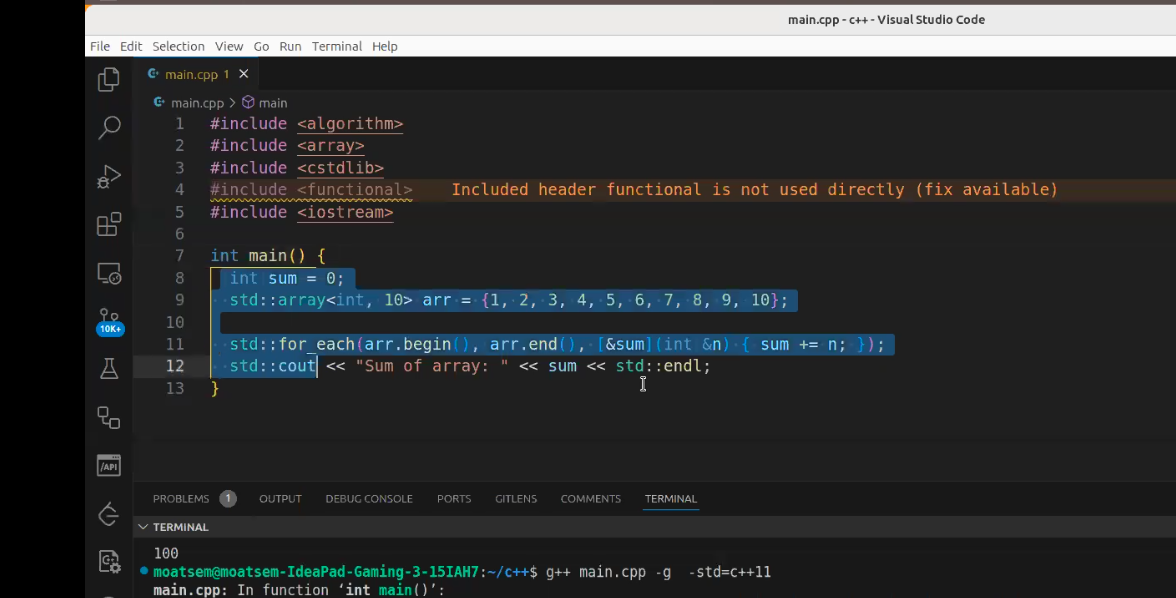 main.cpp - c++ - Visual Studio Code
File Edit Selection View Go Run Terminal Help
main.cpp 1
main.cpp > main
1 #include <algorithm>
2 #include <array>
3 #include <cstdlib>
4 #include <functional> Included header functional is not used directly (fix available)
5 #include <iostream>
6
7 int main() {
8 int sum = 0;
9 std::array<int, 10> arr = {1, 2, 3, 4, 5, 6, 7, 8, 9, 10};
10
11 std::for_each(arr.begin(), arr.end(), [&sum](int &n) { sum += n; });
12 std::cout << "Sum of array: " << sum << std::endl;
13 }
10K+
/API
PROBLEMS 1 OUTPUT DEBUG CONSOLE PORTS GITLENS COMMENTS TERMINAL
TERMINAL
100
moatsem@moatsem-IdeaPad-Gaming-3-15IAH7:~/c++$ g++ main.cpp -g -std=c++11
main.cpp: In function ‘int main()’: